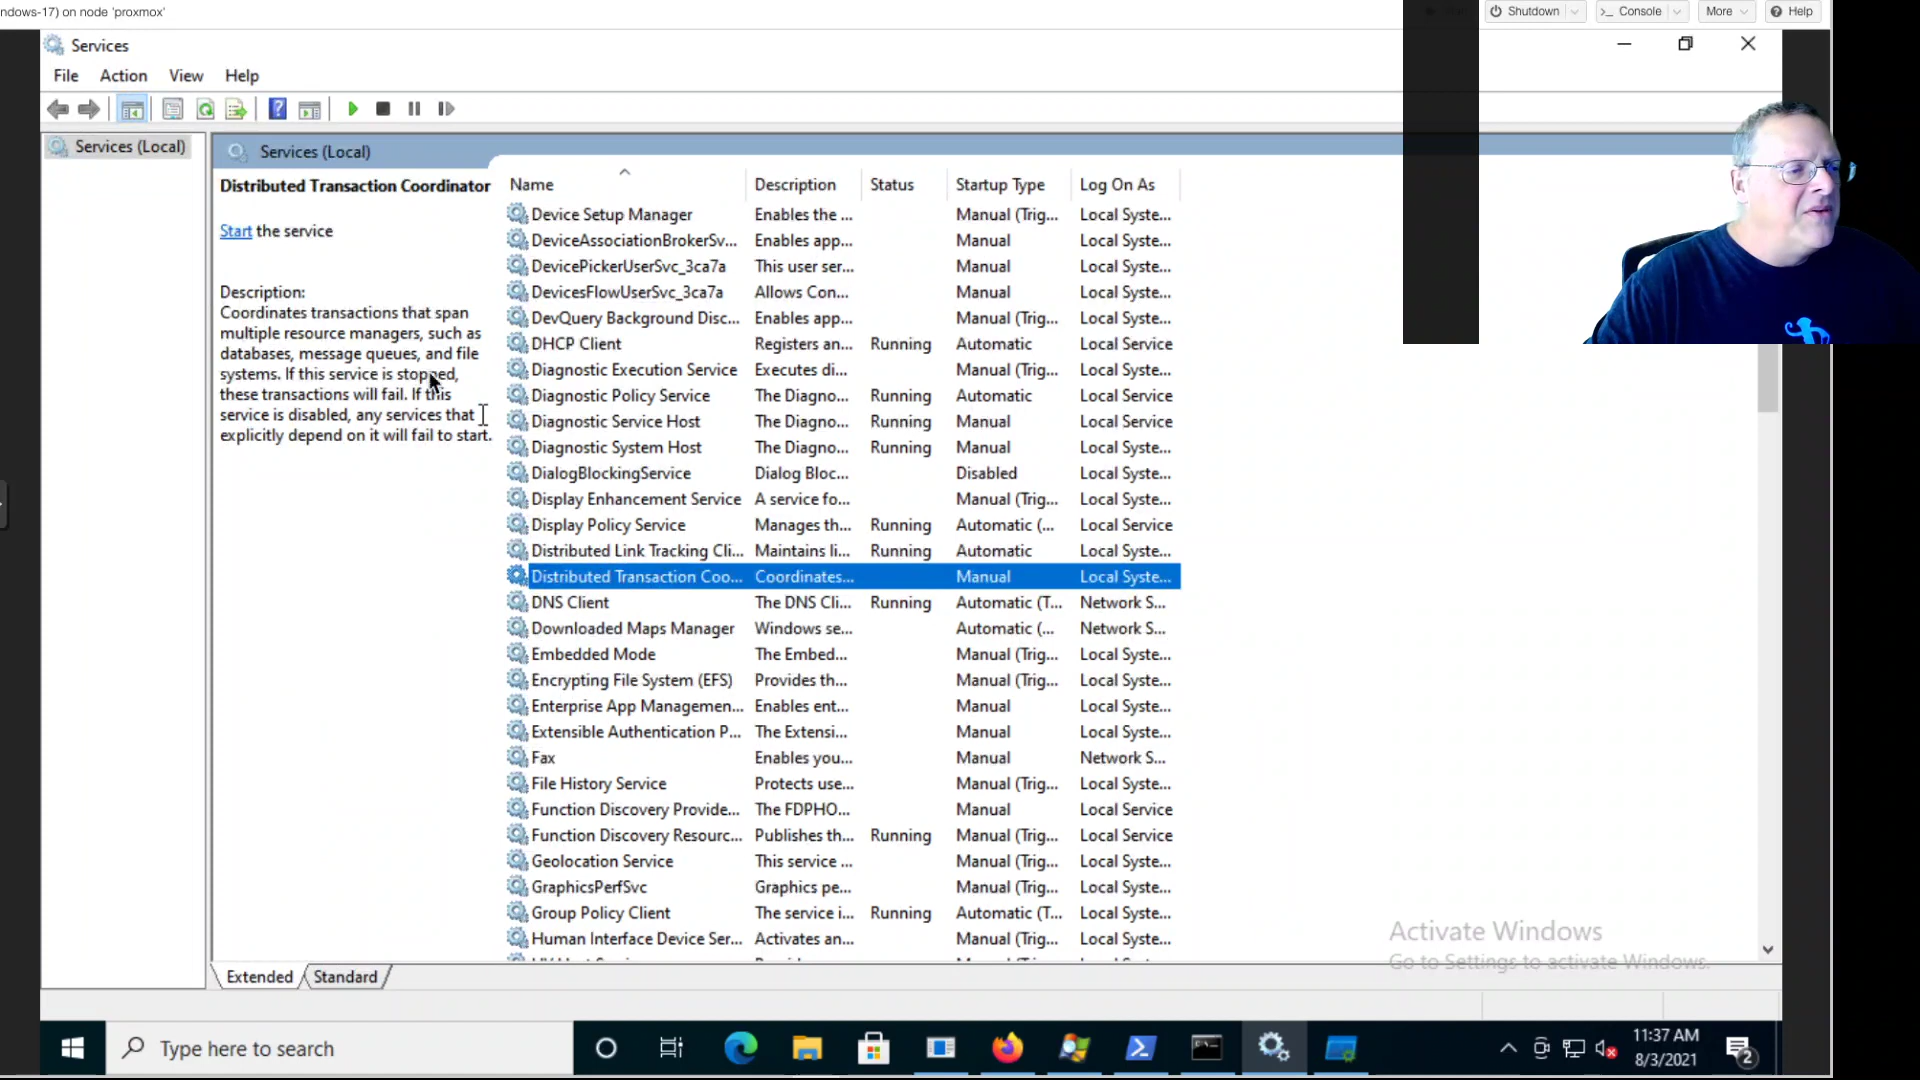 ndows-17) on node 'proxmox'
Shutdown
Console
More
Help
Services
File Action View Help
Services (Local)
Services (Local)
Distributed Transaction Coordinator
Start the service
Description:
Coordinates transactions that span
multiple resource managers, such as
databases, message queues, and file
systems. If this service is stopped,
these transactions will fail. If this
service is disabled, any services that
explicitly depend on it will fail to start.
Name Description Status Startup Type Log On As
Device Setup Manager Enables the ... Manual (Trig... Local Syste...
DeviceAssociationBrokerSv... Enables app... Manual Local Syste...
DevicePickerUserSvc_3ca7a This user ser... Manual Local Syste...
DevicesFlowUserSvc_3ca7a Allows Con... Manual Local Syste...
DevQuery Background Disc... Enables app... Manual (Trig... Local Syste...
DHCP Client Registers an... Running Automatic Local Service
Diagnostic Execution Service Executes di... Manual (Trig... Local Syste...
Diagnostic Policy Service The Diagno... Running Automatic Local Service
Diagnostic Service Host The Diagno... Running Manual Local Service
Diagnostic System Host The Diagno... Running Manual Local Syste...
DialogBlockingService Dialog Bloc... Disabled Local Syste...
Display Enhancement Service A service fo... Manual (Trig... Local Syste...
Display Policy Service Manages th... Running Automatic (... Local Service
Distributed Link Tracking Cli... Maintains li... Running Automatic Local Syste...
Distributed Transaction Coo... Coordinates... Manual Local Syste...
DNS Client The DNS Cli... Running Automatic (T... Network S...
Downloaded Maps Manager Windows se... Automatic (... Network S...
Embedded Mode The Embed... Manual (Trig... Local Syste...
Encrypting File System (EFS) Provides th... Manual (Trig... Local Syste...
Enterprise App Managemen... Enables ent... Manual Local Syste...
Extensible Authentication P... The Extensi... Manual Local Syste...
Fax Enables you... Manual Network S...
File History Service Protects use... Manual (Trig... Local Syste...
Function Discovery Provide... The FDPHO... Manual Local Service
Function Discovery Resourc... Publishes th... Running Manual (Trig... Local Service
Geolocation Service This service ... Manual (Trig... Local Syste...
GraphicsPerfSvc Graphics pe... Manual (Trig... Local Syste...
Group Policy Client The service i... Running Automatic (T... Local Syste...
Human Interface Device Ser... Activates an... Manual (Trig... Local Syste...
Activate Windows
Go to Settings to activate Windows.
Extended Standard
Type here to search
11:37 AM
8/3/2021
2